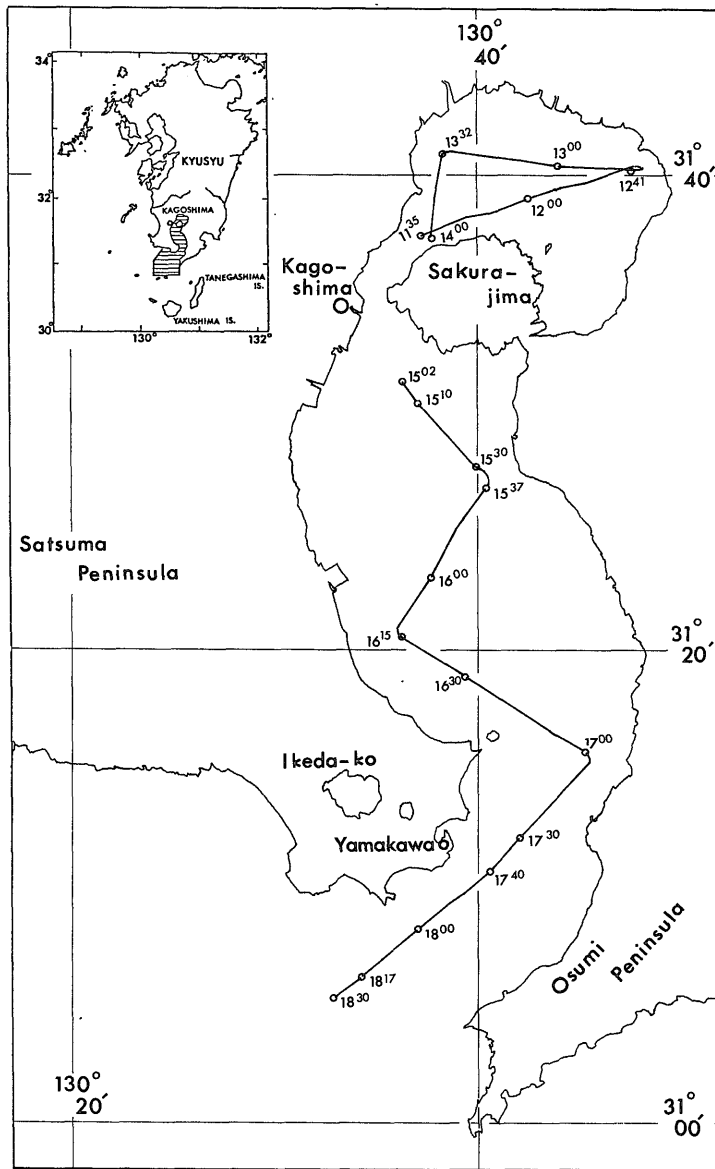 130°
40′
34°
32°
30°
130°
132°
KYUSYU
KAGOSHIMA
TANEGASHIMA
IS.
YAKUSHIMA IS.
13³²
13⁰⁰
12⁴¹
12⁰⁰
11³⁵
14⁰⁰
31°
40′
Kago-
shima
Sakura-
jima
15⁰²
15¹⁰
15³⁰
15³⁷
16⁰⁰
16¹⁵
16³⁰
Satsuma
Peninsula
31°
20′
17⁰⁰
Ikeda-ko
Yamakawa
17³⁰
17⁴⁰
18⁰⁰
18¹⁷
18³⁰
Osumi
Peninsula
130°
20′
31°
00′